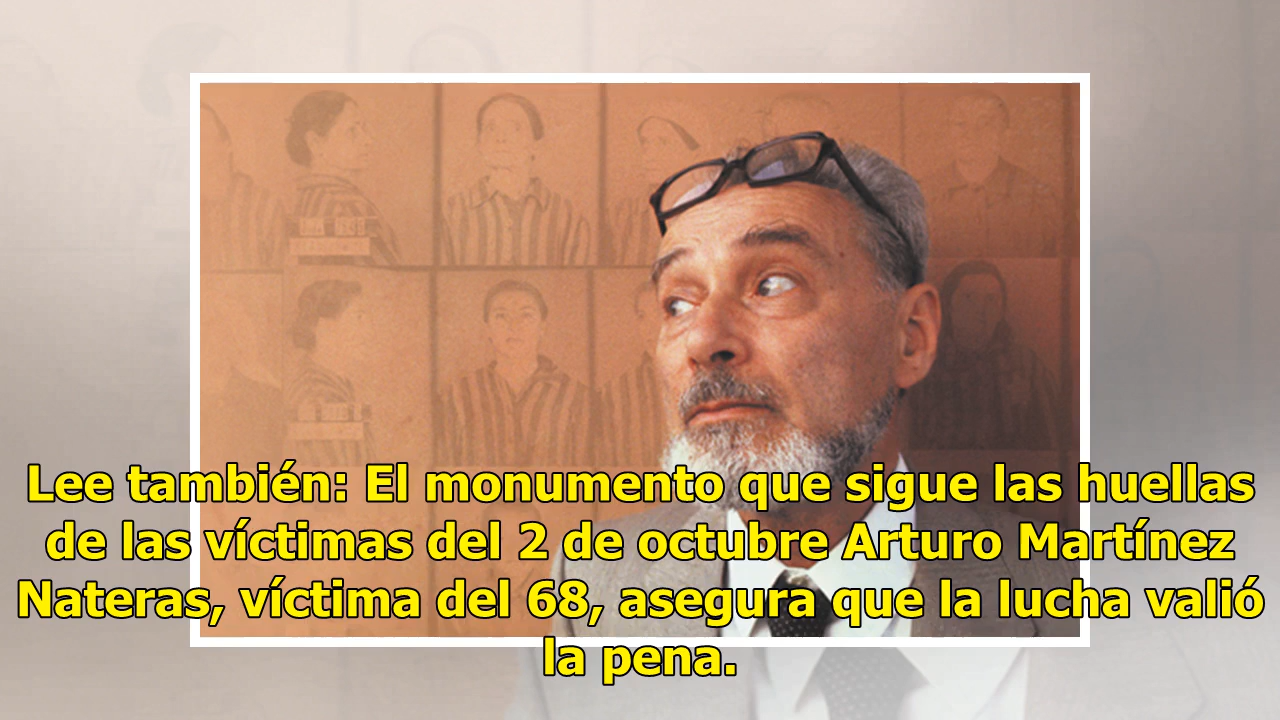 Lee también: El monumento que sigue las huellas
de las víctimas del 2 de octubre Arturo Martínez
Nateras, víctima del 68, asegura que la lucha valió
la pena.